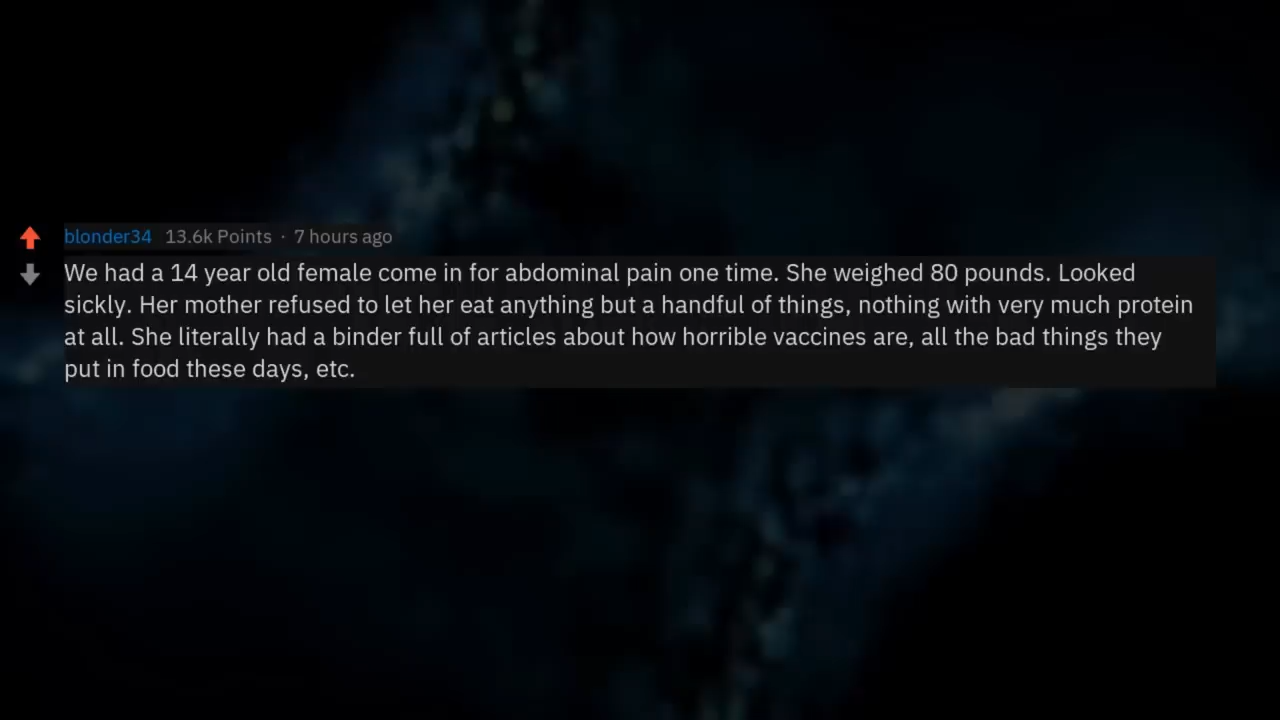 blonder34 13.6k Points · 7 hours ago
We had a 14 year old female come in for abdominal pain one time. She weighed 80 pounds. Looked
sickly. Her mother refused to let her eat anything but a handful of things, nothing with very much protein
at all. She literally had a binder full of articles about how horrible vaccines are, all the bad things they
put in food these days, etc.